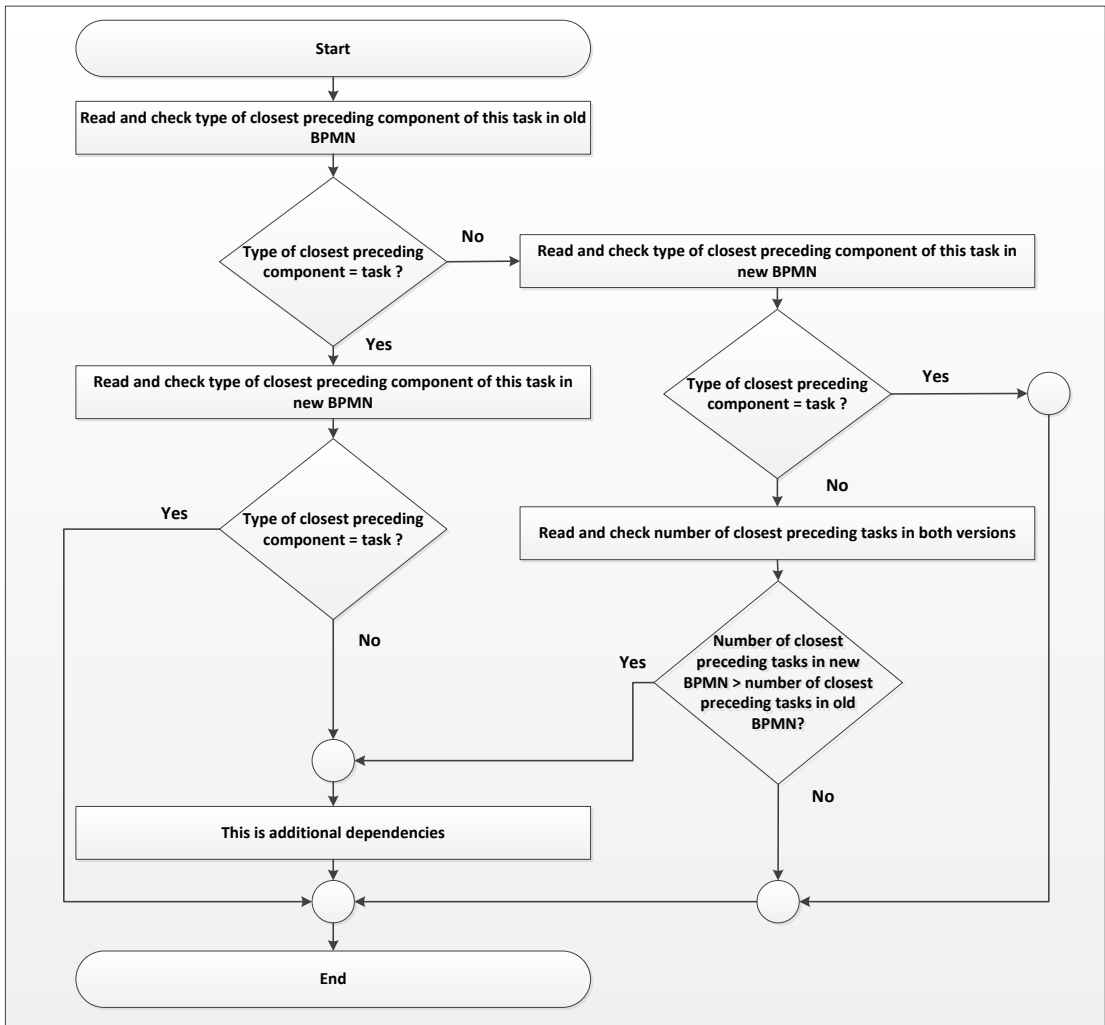 Start
Read and check type of closest preceding component of this task in old
BPMN
Type of closest preceding
component = task ?
No
Read and check type of closest preceding component of this task in
new BPMN
Yes
Read and check type of closest preceding component of this task in
new BPMN
Type of closest preceding
component = task ?
Yes
No
Yes
Type of closest preceding
component = task ?
Read and check number of closest preceding tasks in both versions
No
Yes
Number of closest
preceding tasks in new
BPMN > number of closest
preceding tasks in old
BPMN?
No
This is additional dependencies
End